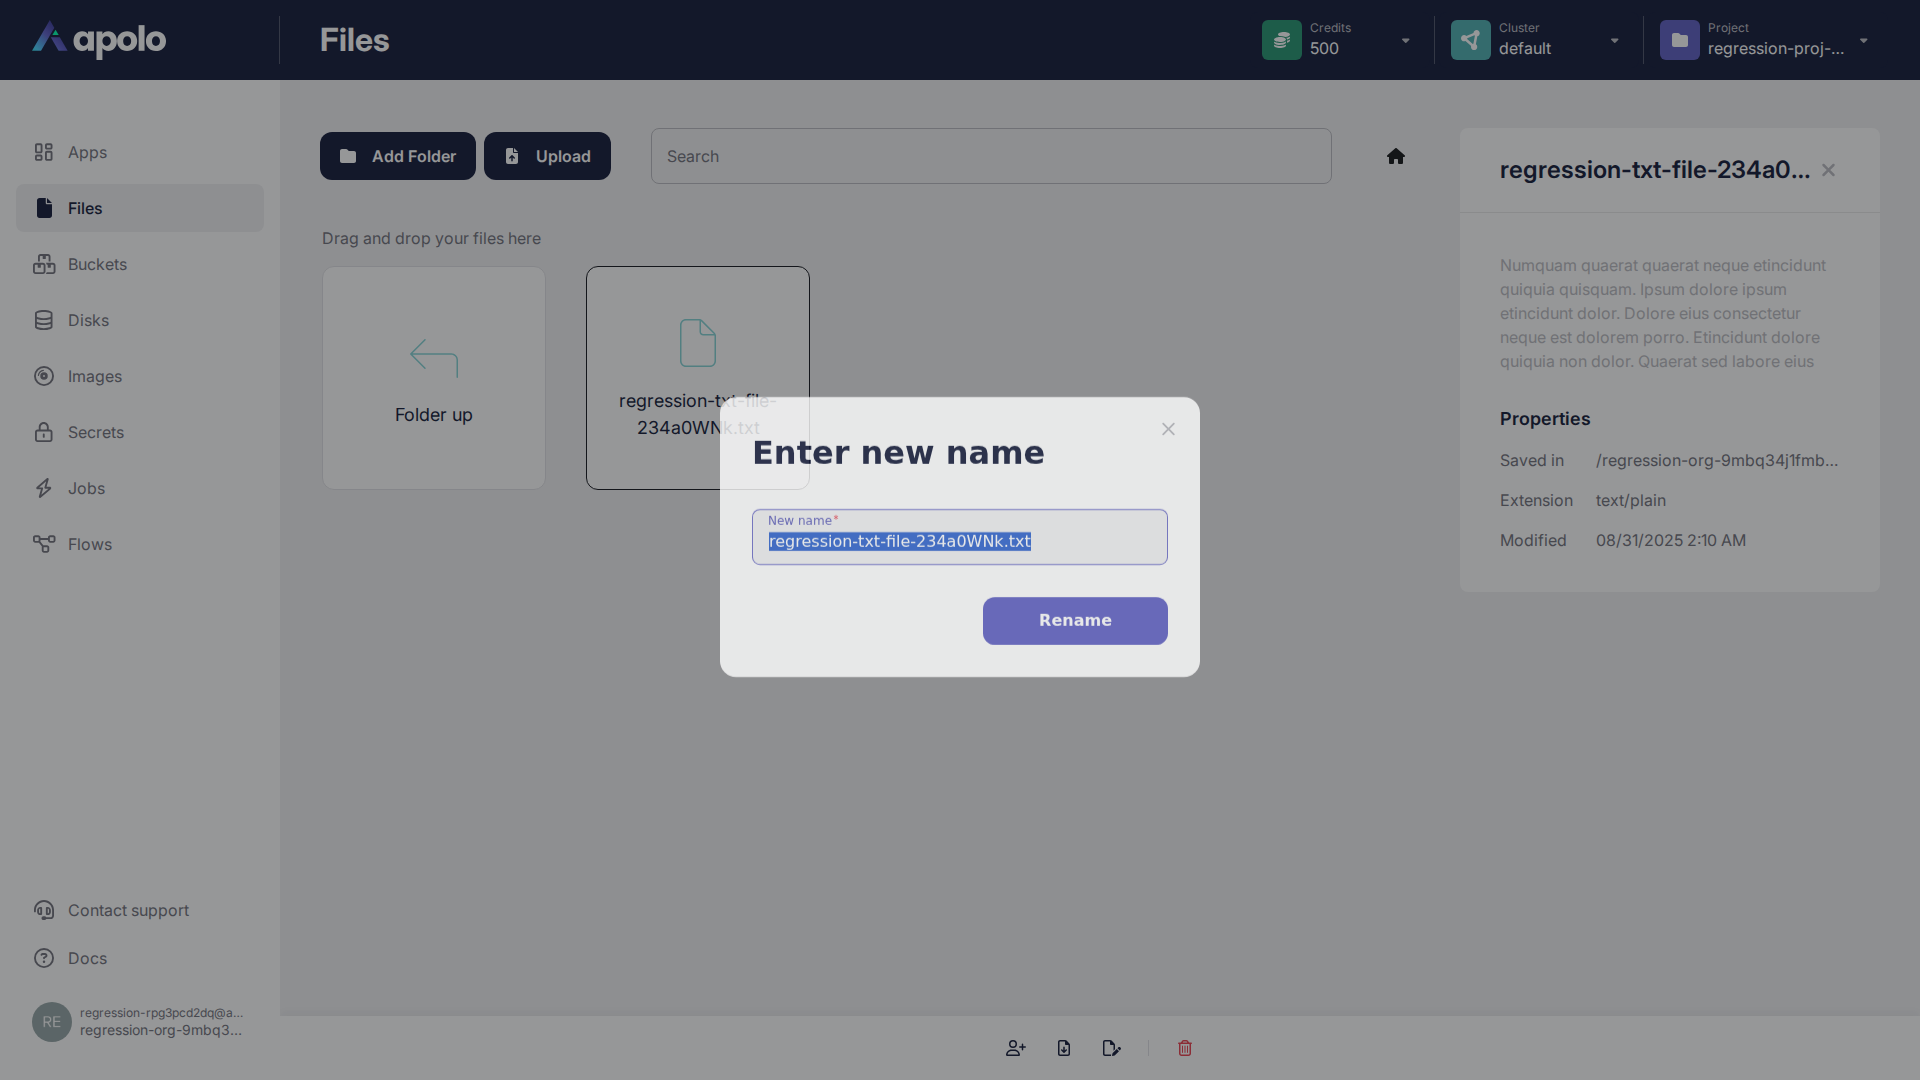 apolo
Files
Credits
500
Cluster
default
Project
regression-proj-...
Apps
Files
Buckets
Disks
Images
Secrets
Jobs
Flows
Contact support
Docs
RE
regression-rpg3pcd2dq@a...
regression-org-9mbq3...
Add Folder
Upload
Search
Drag and drop your files here
Folder up
regression-txt-file-
234a0WNk.txt
Enter new name
New name*
regression-txt-file-234a0WNk.txt
Rename
regression-txt-file-234a0...
Numquam quaerat quaerat neque etincidunt
quiquia quisquam. Ipsum dolore ipsum
etincidunt dolor. Dolore eius consectetur
neque est dolorem porro. Etincidunt dolore
quiquia non dolor. Quaerat sed labore eius
Properties
Saved in /regression-org-9mbq34j1fmb...
Extension text/plain
Modified 08/31/2025 2:10 AM